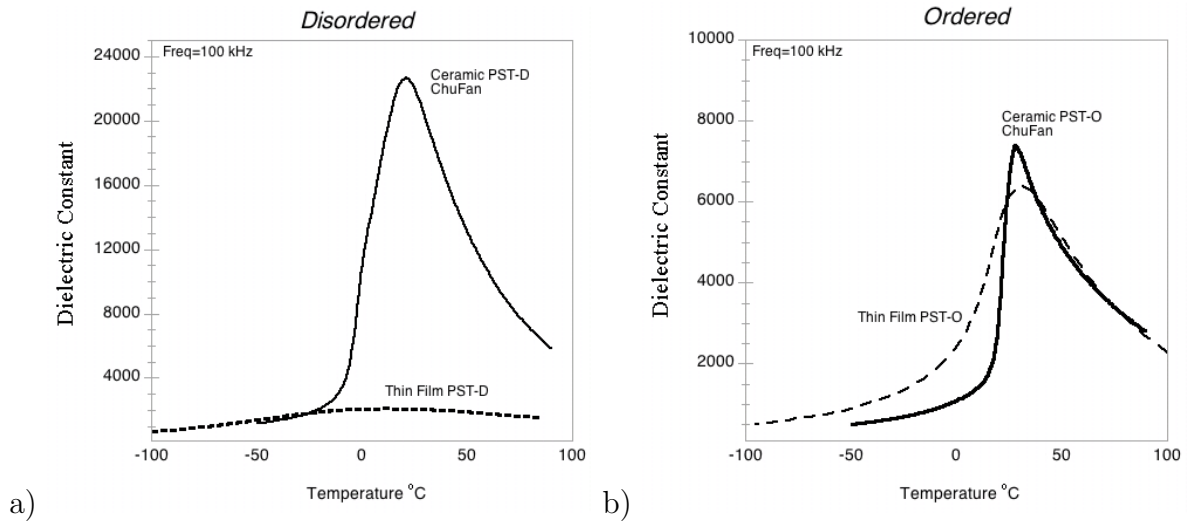 Disordered
24000
Freq=100 kHz
Ceramic PST-D
ChuFan
20000
16000
12000
8000
4000
Thin Film PST-D
Dielectric Constant
-100
-50
0
50
100
Temperature °C
a)
Ordered
10000
Freq=100 kHz
8000
Ceramic PST-O
ChuFan
6000
4000
Thin Film PST-O
2000
Dielectric Constant
-100
-50
0
50
100
Temperature °C
b)